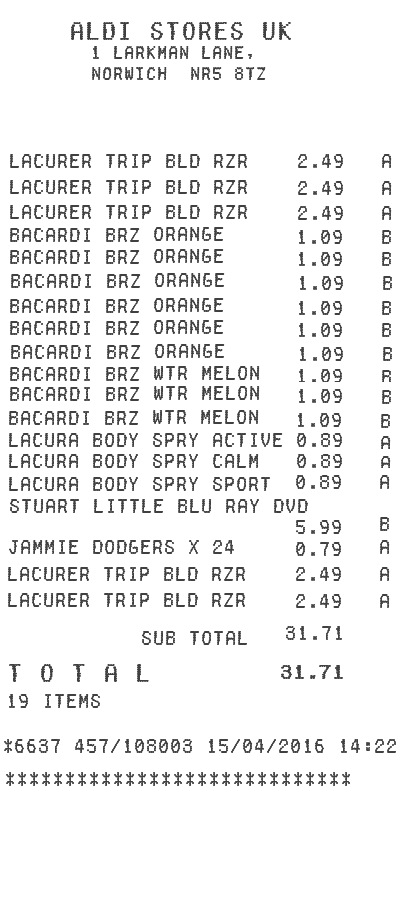 ALDI STORES UK
1 LARKMAN LANE,
NORWICH NR5 8TZ
LACURER TRIP BLD RZR 2.49 A
LACURER TRIP BLD RZR 2.49 A
LACURER TRIP BLD RZR 2.49 A
BACARDI BRZ ORANGE 1.09 B
BACARDI BRZ ORANGE 1.09 B
BACARDI BRZ ORANGE 1.09 B
BACARDI BRZ ORANGE 1.09 B
BACARDI BRZ ORANGE 1.09 B
BACARDI BRZ ORANGE 1.09 B
BACARDI BRZ WTR MELON 1.09 R
BACARDI BRZ WTR MELON 1.09 B
BACARDI BRZ WTR MELON 1.09 B
LACURA BODY SPRY ACTIVE 0.89 A
LACURA BODY SPRY CALM 0.89 A
LACURA BODY SPRY SPORT 0.89 A
STUART LITTLE BLU RAY DVD
5.99 B
JAMMIE DODGERS X 24 0.79 A
LACURER TRIP BLD RZR 2.49 A
LACURER TRIP BLD RZR 2.49 A
SUB TOTAL 31.71
T O T A L 31.71
19 ITEMS
*6637 457/108003 15/04/2016 14:22
*****************************